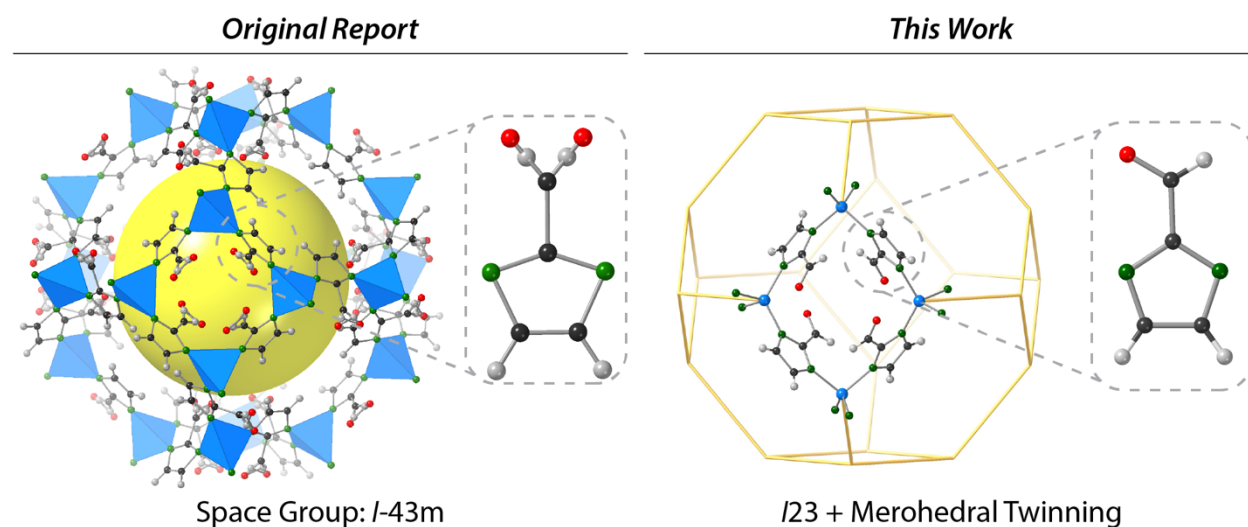 Original Report
This Work
Space Group: I-43m
I23 + Merohedral Twinning